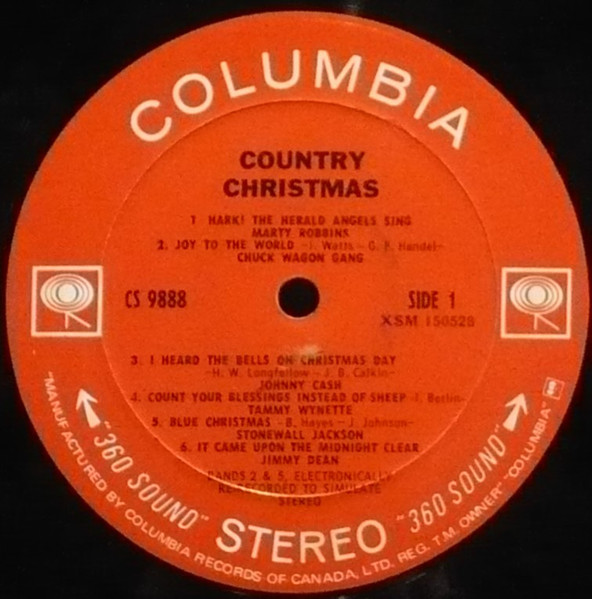 COLUMBIA
COUNTRY
CHRISTMAS
1 HARK! THE HERALD ANGELS SING
MARTY ROBBINS
2. JOY TO THE WORLD -I. Watts - G. F. Handel-
CHUCK WAGON GANG
CS 9888
SIDE 1
XSM 150528
3. I HEARD THE BELLS ON CHRISTMAS DAY
-H. W. Longfellow - J. B. Calkin-
JOHNNY CASH
4. COUNT YOUR BLESSINGS INSTEAD OF SHEEP -I. Berlin-
TAMMY WYNETTE
5. BLUE CHRISTMAS -B. Hayes - J. Johnson-
STONEWALL JACKSON
6. IT CAME UPON THE MIDNIGHT CLEAR
JIMMY DEAN
BANDS 2 & 5, ELECTRONICALLY
RE-RECORDED TO SIMULATE
STEREO
"360 SOUND" STEREO "360 SOUND"
"MANUFACTURED BY COLUMBIA RECORDS OF CANADA, LTD. REG. T.M. OWNER" "COLUMBIA"